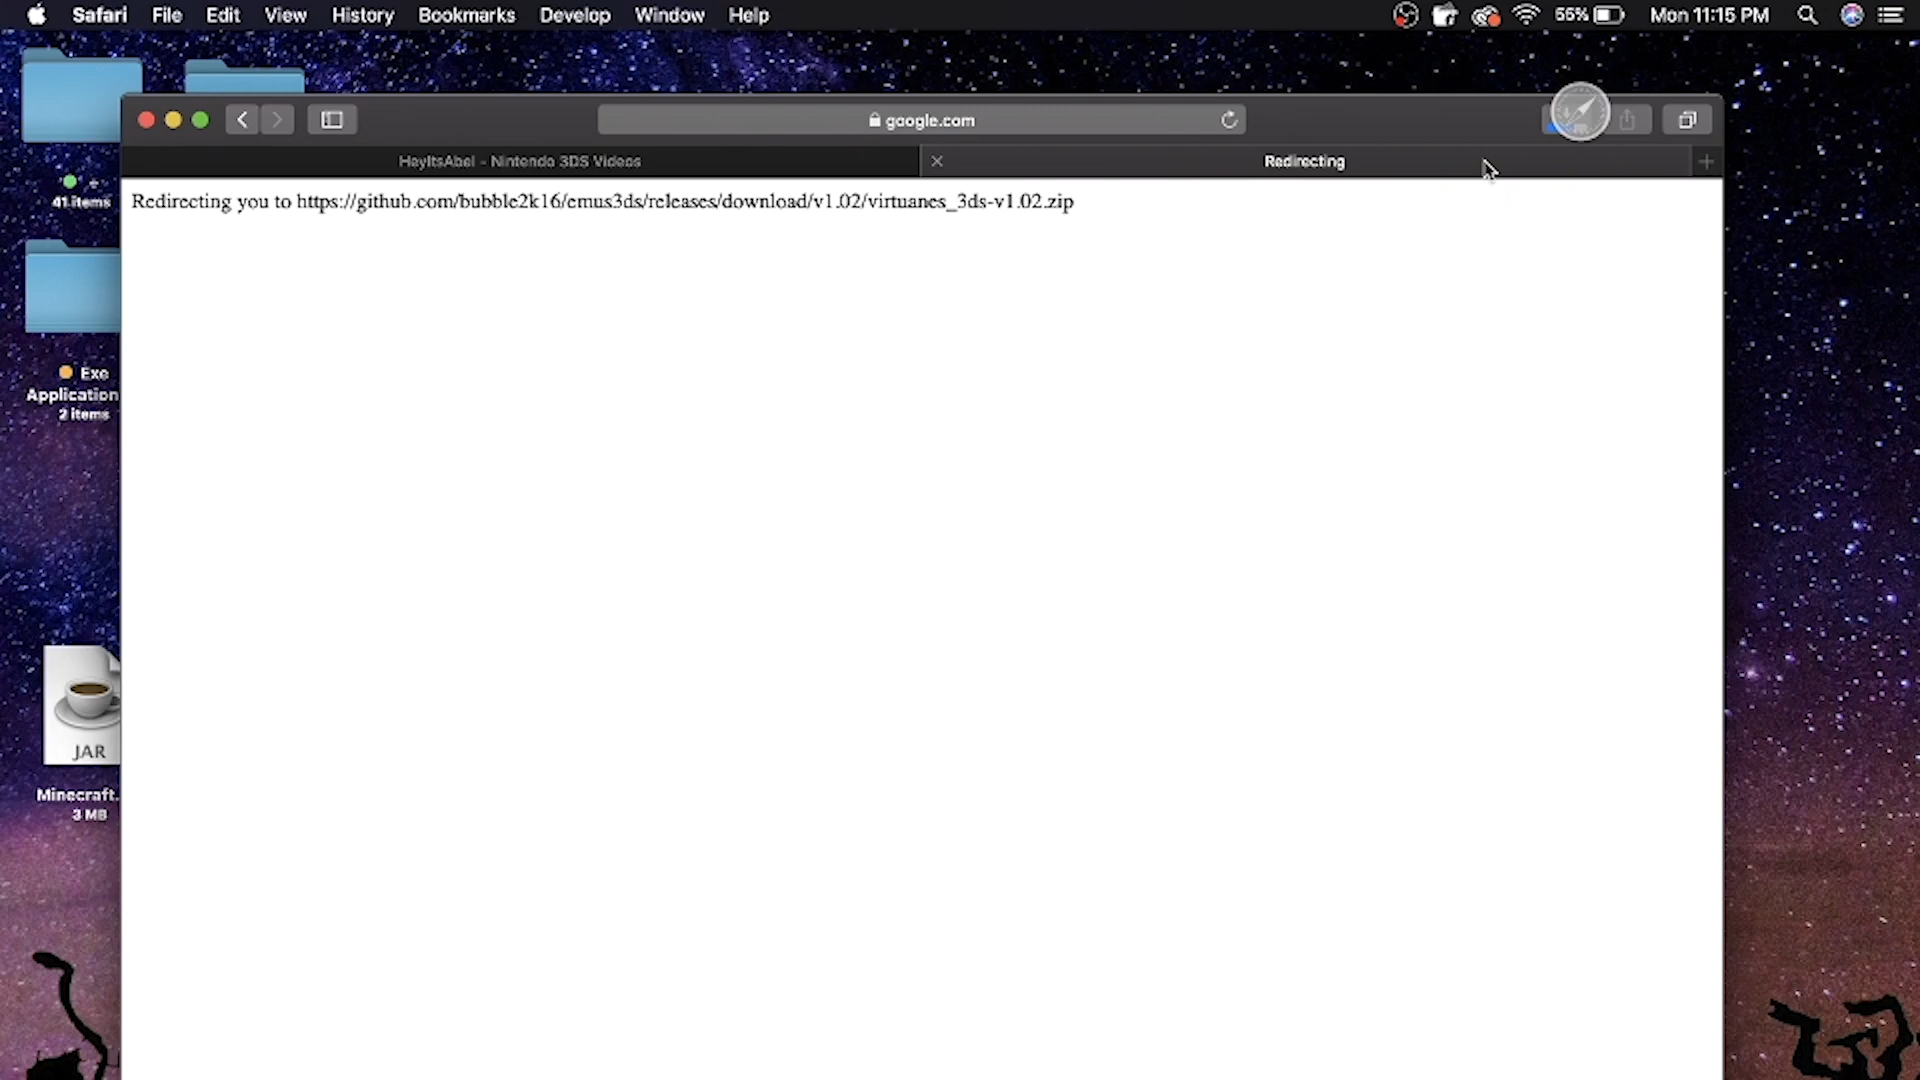 Safari File Edit View History Bookmarks Develop Window Help 55% Mon 11:15 PM
google.com
HeyItsAbel - Nintendo 3DS Videos
Redirecting
Redirecting you to https://github.com/bubble2k16/emus3ds/releases/download/v1.02/virtuanes_3ds-v1.02.zip
41 items
Exe
Application
2 items
JAR
Minecraft.
3 MB